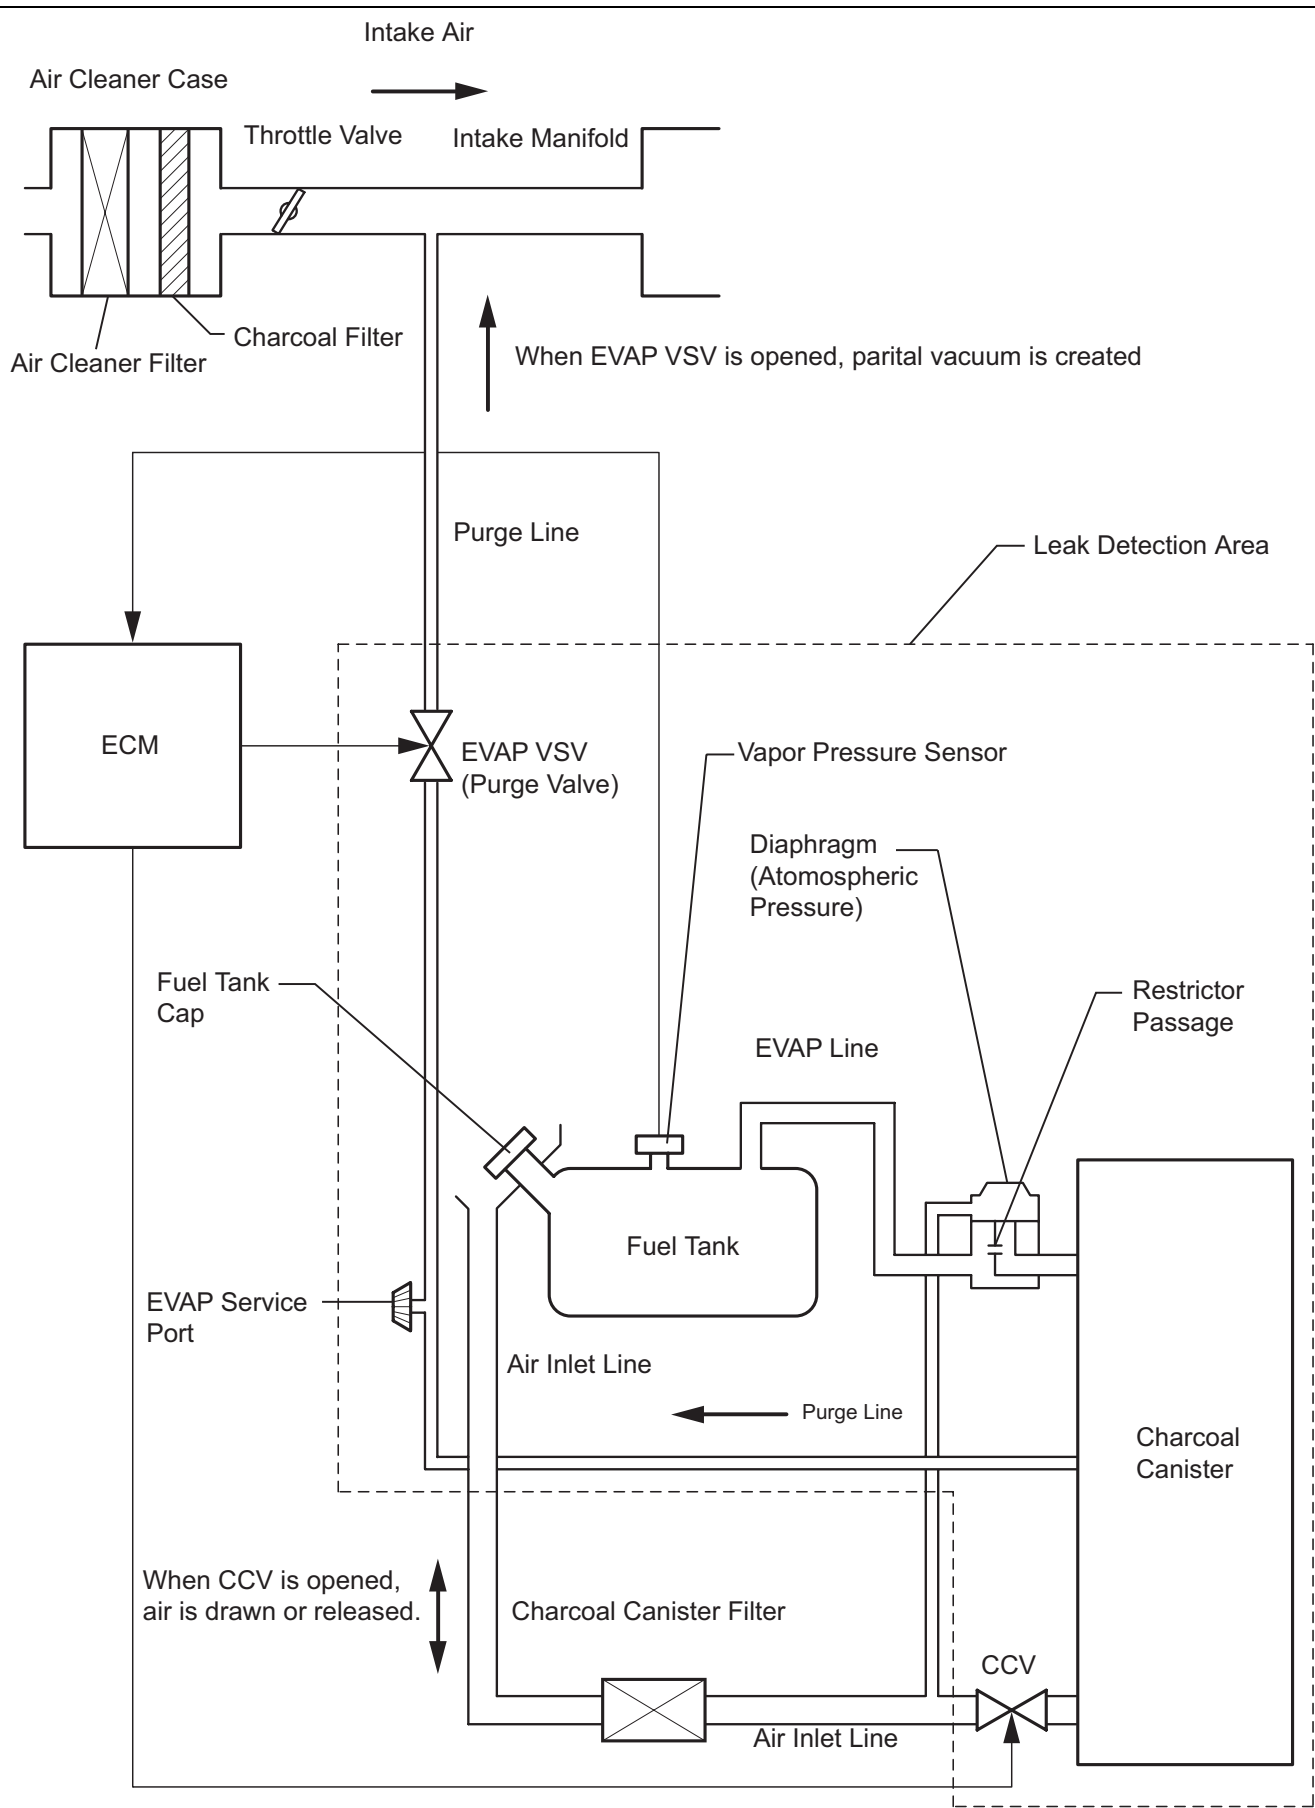 Intake Air
Air Cleaner Case
Throttle Valve
Intake Manifold
Charcoal Filter
Air Cleaner Filter
When EVAP VSV is opened, parital vacuum is created
Purge Line
Leak Detection Area
ECM
EVAP VSV
(Purge Valve)
Vapor Pressure Sensor
Diaphragm
(Atomospheric
Pressure)
Fuel Tank
Cap
Restrictor
Passage
EVAP Line
Fuel Tank
EVAP Service
Port
Air Inlet Line
Purge Line
Charcoal
Canister
When CCV is opened,
air is drawn or released.
Charcoal Canister Filter
CCV
Air Inlet Line